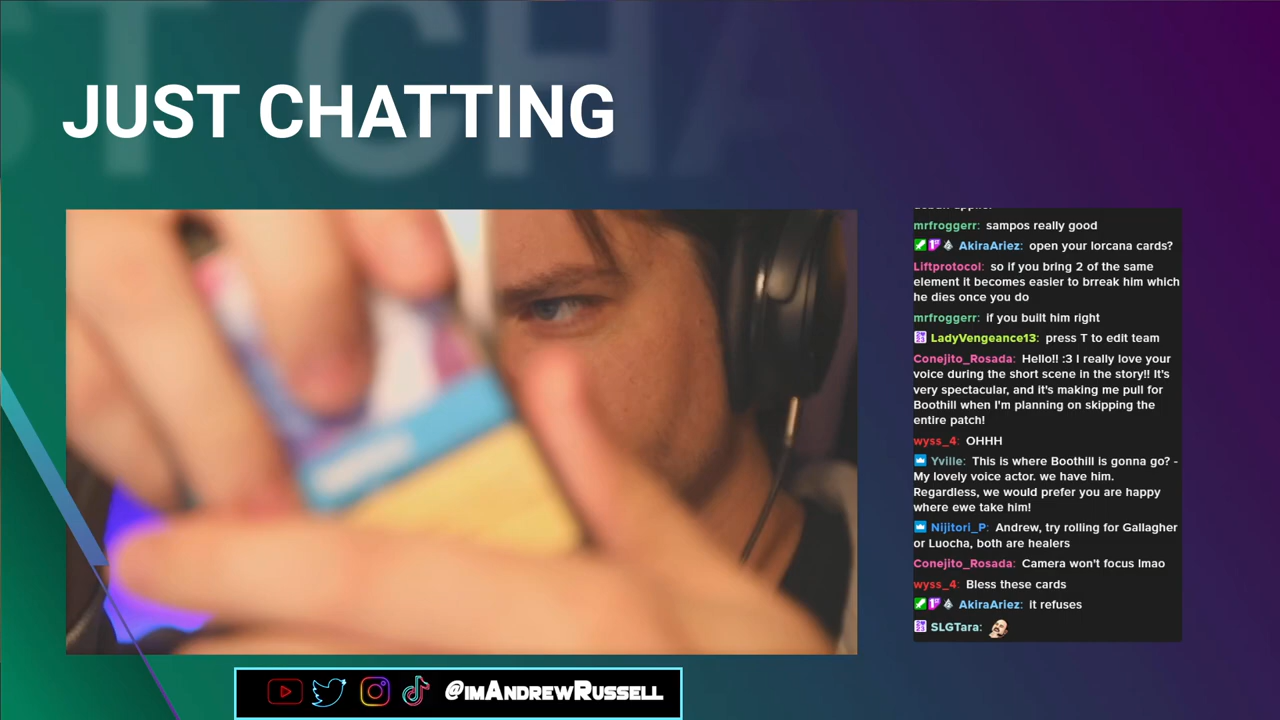 JUST CHATTING
mrfroggerr: sampos really good
AkiraAriez: open your lorcana cards?
Liftprotocol: so if you bring 2 of the same
element it becomes easier to brreak him which
he dies once you do
mrfroggerr: if you built him right
LadyVengeance13: press T to edit team
Conejito_Rosada: Hello!! :3 I really love your
voice during the short scene in the story!! It's
very spectacular, and it's making me pull for
Boothill when I'm planning on skipping the
entire patch!
wyss_4: OHHH
Yville: This is where Boothill is gonna go? -
My lovely voice actor. we have him.
Regardless, we would prefer you are happy
where ewe take him!
Nijitori_P: Andrew, try rolling for Gallagher
or Luocha, both are healers
Conejito_Rosada: Camera won't focus lmao
wyss_4: Bless these cards
AkiraAriez: it refuses
SLGTara:
@imAndrewRussell